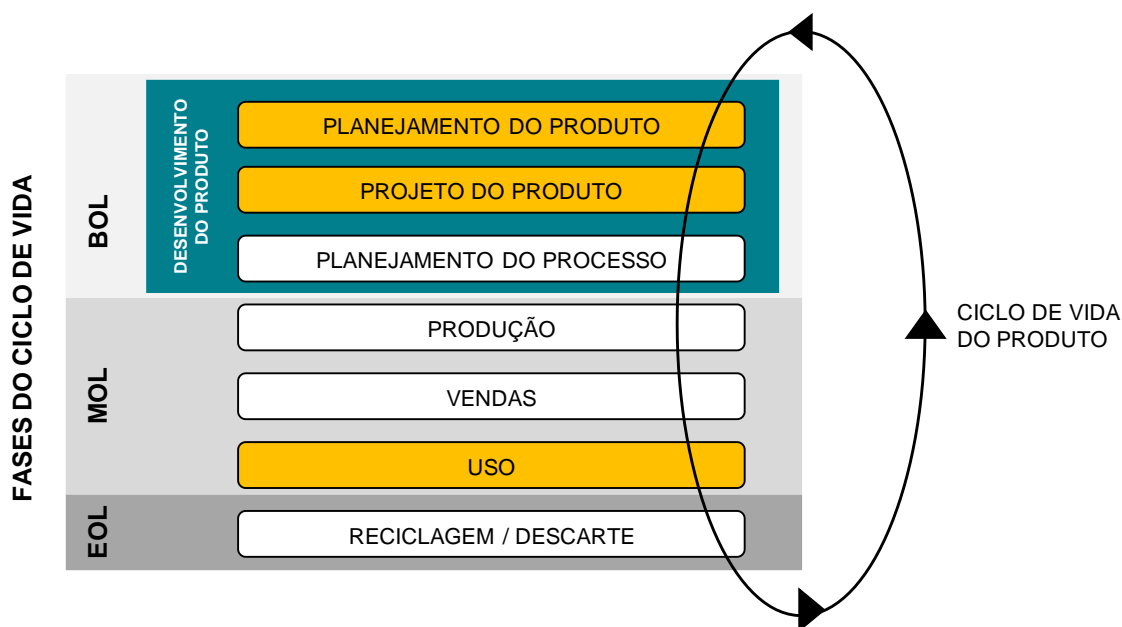 FASES DO CICLO DE VIDA
BOL
DESENVOLVIMENTO
DO PRODUTO
PLANEJAMENTO DO PRODUTO
PROJETO DO PRODUTO
PLANEJAMENTO DO PROCESSO
MOL
PRODUÇÃO
VENDAS
USO
EOL
RECICLAGEM / DESCARTE
CICLO DE VIDA
DO PRODUTO